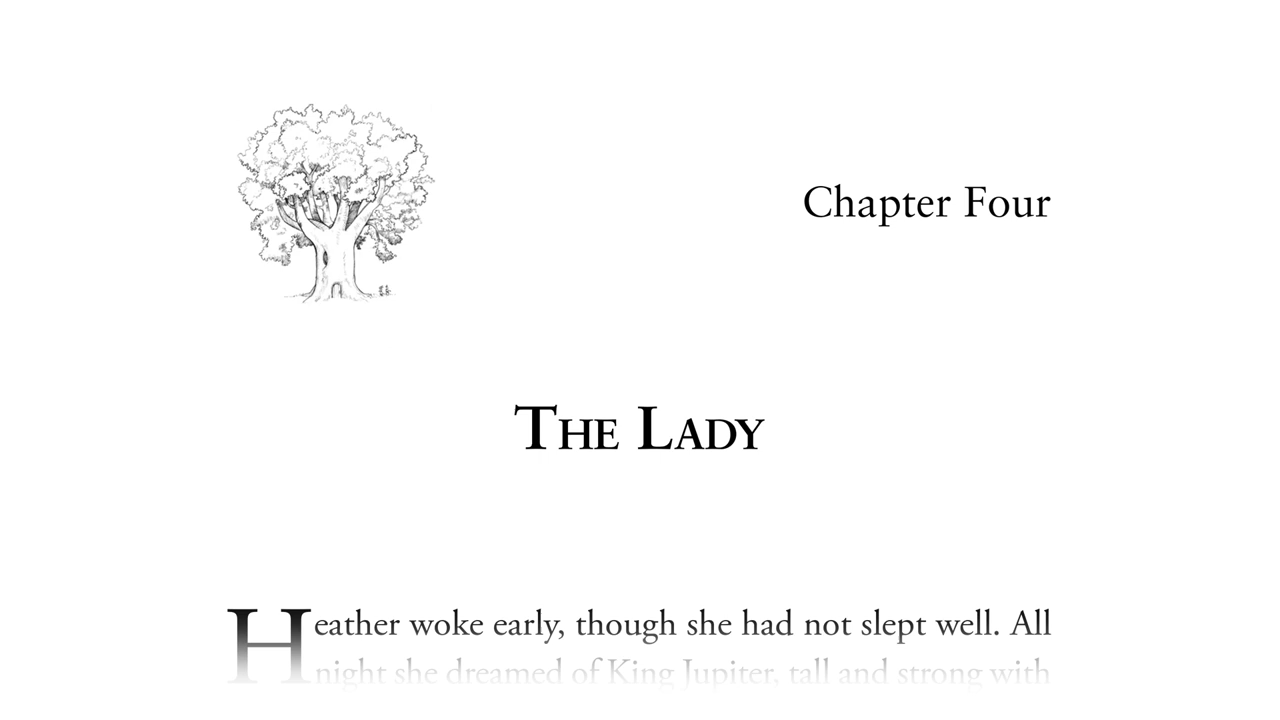 Chapter Four
The Lady
Heather woke early, though she had not slept well. All
night she dreamed of King Jupiter, tall and strong with